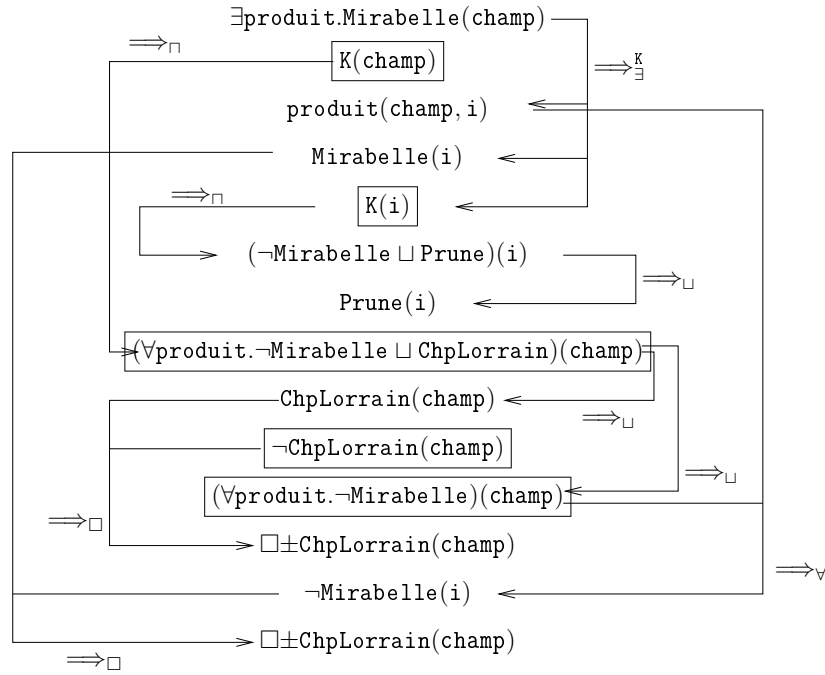 ∃produit.Mirabelle(champ)
⟹⊓
K(champ)
⟹∃K
produit(champ, i)
Mirabelle(i)
⟹⊓
K(i)
(¬Mirabelle ⊔ Prune)(i)
⟹⊔
Prune(i)
(∀produit.¬Mirabelle ⊔ ChpLorrain)(champ)
ChpLorrain(champ)
⟹⊔
¬ChpLorrain(champ)
⟹⊔
(∀produit.¬Mirabelle)(champ)
⟹□
□±ChpLorrain(champ)
⟹∀
¬Mirabelle(i)
□±ChpLorrain(champ)
⟹□